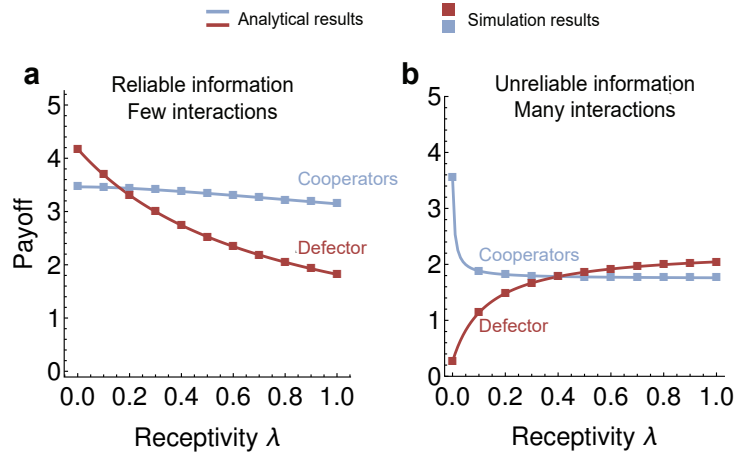 Analytical results
Simulation results
a
Reliable information
Few interactions
5
4
3
2
1
0
Payoff
Cooperators
Defector
0.0 0.2 0.4 0.6 0.8 1.0
Receptivity λ
b
Unreliable information
Many interactions
5
4
3
2
1
0
Cooperators
Defector
0.0 0.2 0.4 0.6 0.8 1.0
Receptivity λ